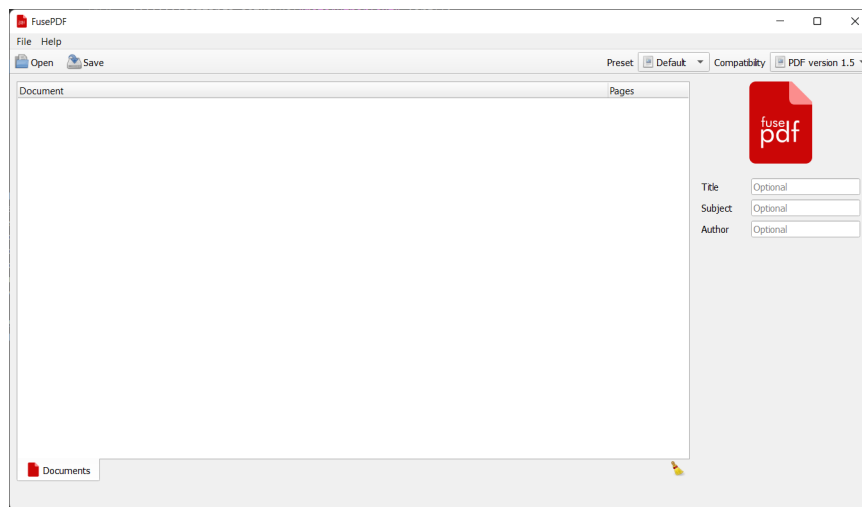 FusePDF
File Help
Open Save Preset Default Compatibility PDF version 1.5
Document Pages
fuse
pdf
Title Optional
Subject Optional
Author Optional
Documents